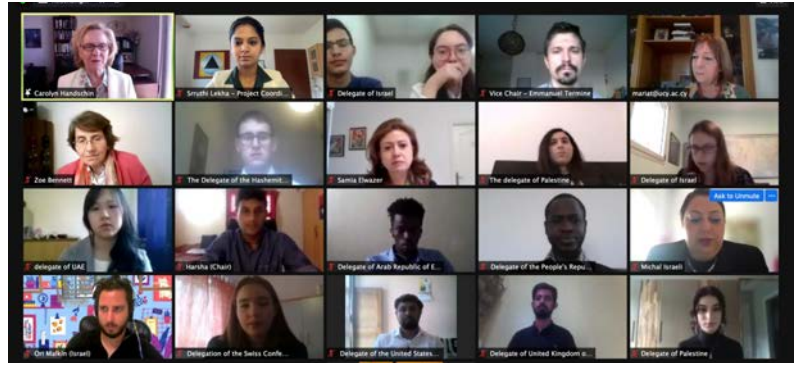 Carolyn Handschin
Srruthi Lekha – Project Coordi...
Delegate of Israel
Vice Chair – Emmanuel Termine
mariat@ucy.ac.cy
Zoe Bennett
The Delegate of the Hashemit...
Samia Elwazer
The delegate of Palestine
Delegate of Israel
Ask to Unmute
delegate of UAE
Harsha (Chair)
Delegate of Arab Republic of E...
Delegate of the People's Repu...
Michal Israeli
Ori Malkin (Israel)
Delegation of the Swiss Confe...
Delegate of the United States...
Delegate of United Kingdom o...
Delegate of Palestine